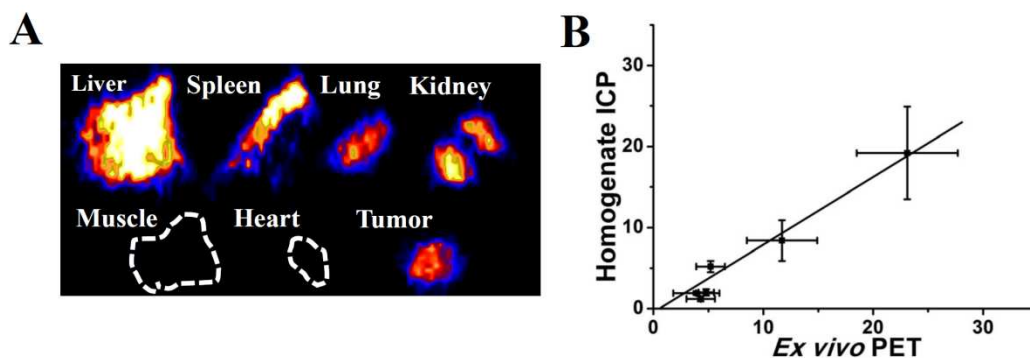 A
Liver Spleen Lung Kidney
Muscle Heart Tumor
B
Homogenate ICP
30
20
10
0
0 10 20 30
Ex vivo PET